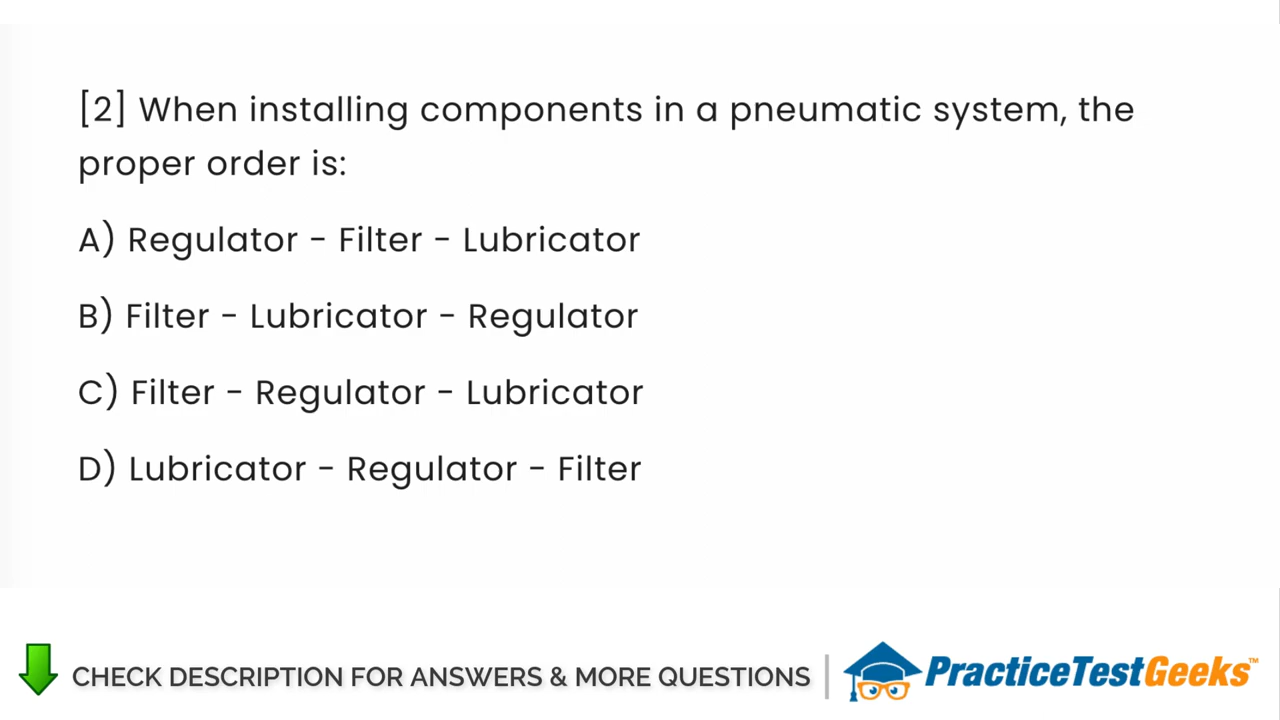 [2] When installing components in a pneumatic system, the
proper order is:
A) Regulator - Filter - Lubricator
B) Filter - Lubricator - Regulator
C) Filter - Regulator - Lubricator
D) Lubricator - Regulator - Filter
CHECK DESCRIPTION FOR ANSWERS & MORE QUESTIONS
PracticeTestGeeks™